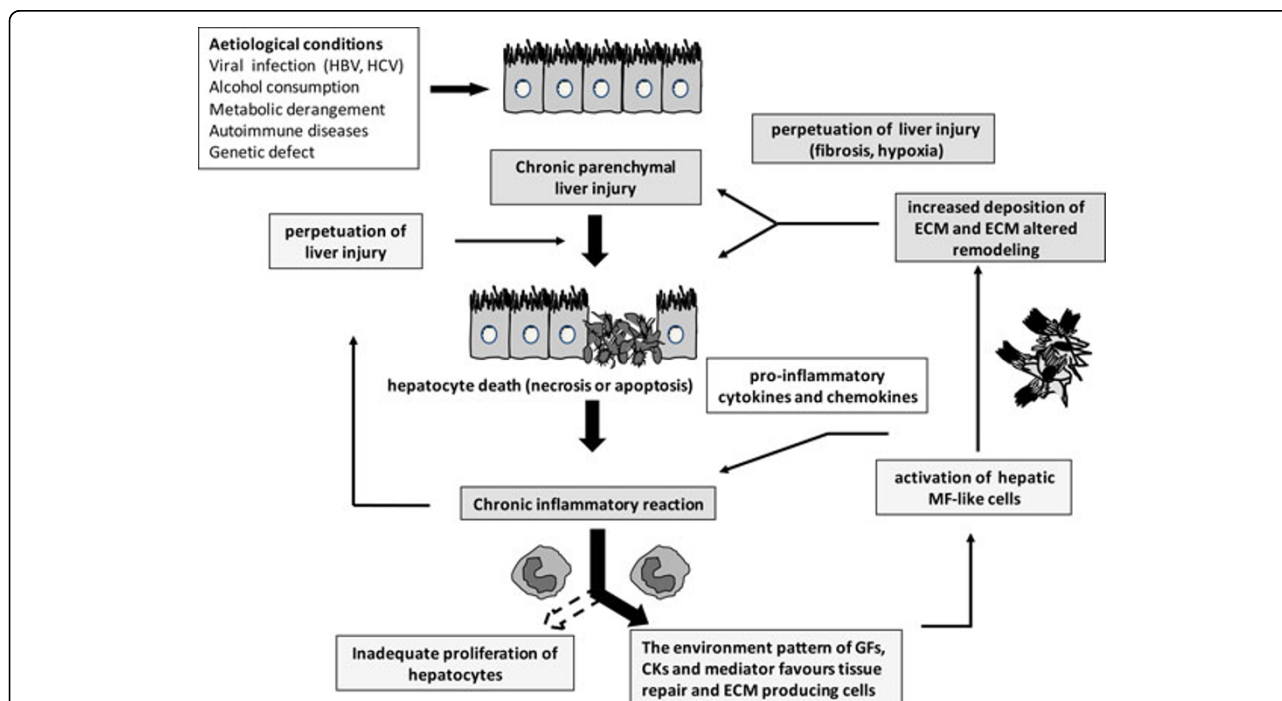 Aetiological conditions
Viral infection (HBV, HCV)
Alcohol consumption
Metabolic derangement
Autoimmune diseases
Genetic defect
perpetuation of liver injury
(fibrosis, hypoxia)
Chronic parenchymal
liver injury
increased deposition of
ECM and ECM altered
remodeling
perpetuation of
liver injury
hepatocyte death (necrosis or apoptosis)
pro-inflammatory
cytokines and chemokines
activation of hepatic
MF-like cells
Chronic inflammatory reaction
Inadequate proliferation of
hepatocytes
The environment pattern of GFs,
CKs and mediator favours tissue
repair and ECM producing cells